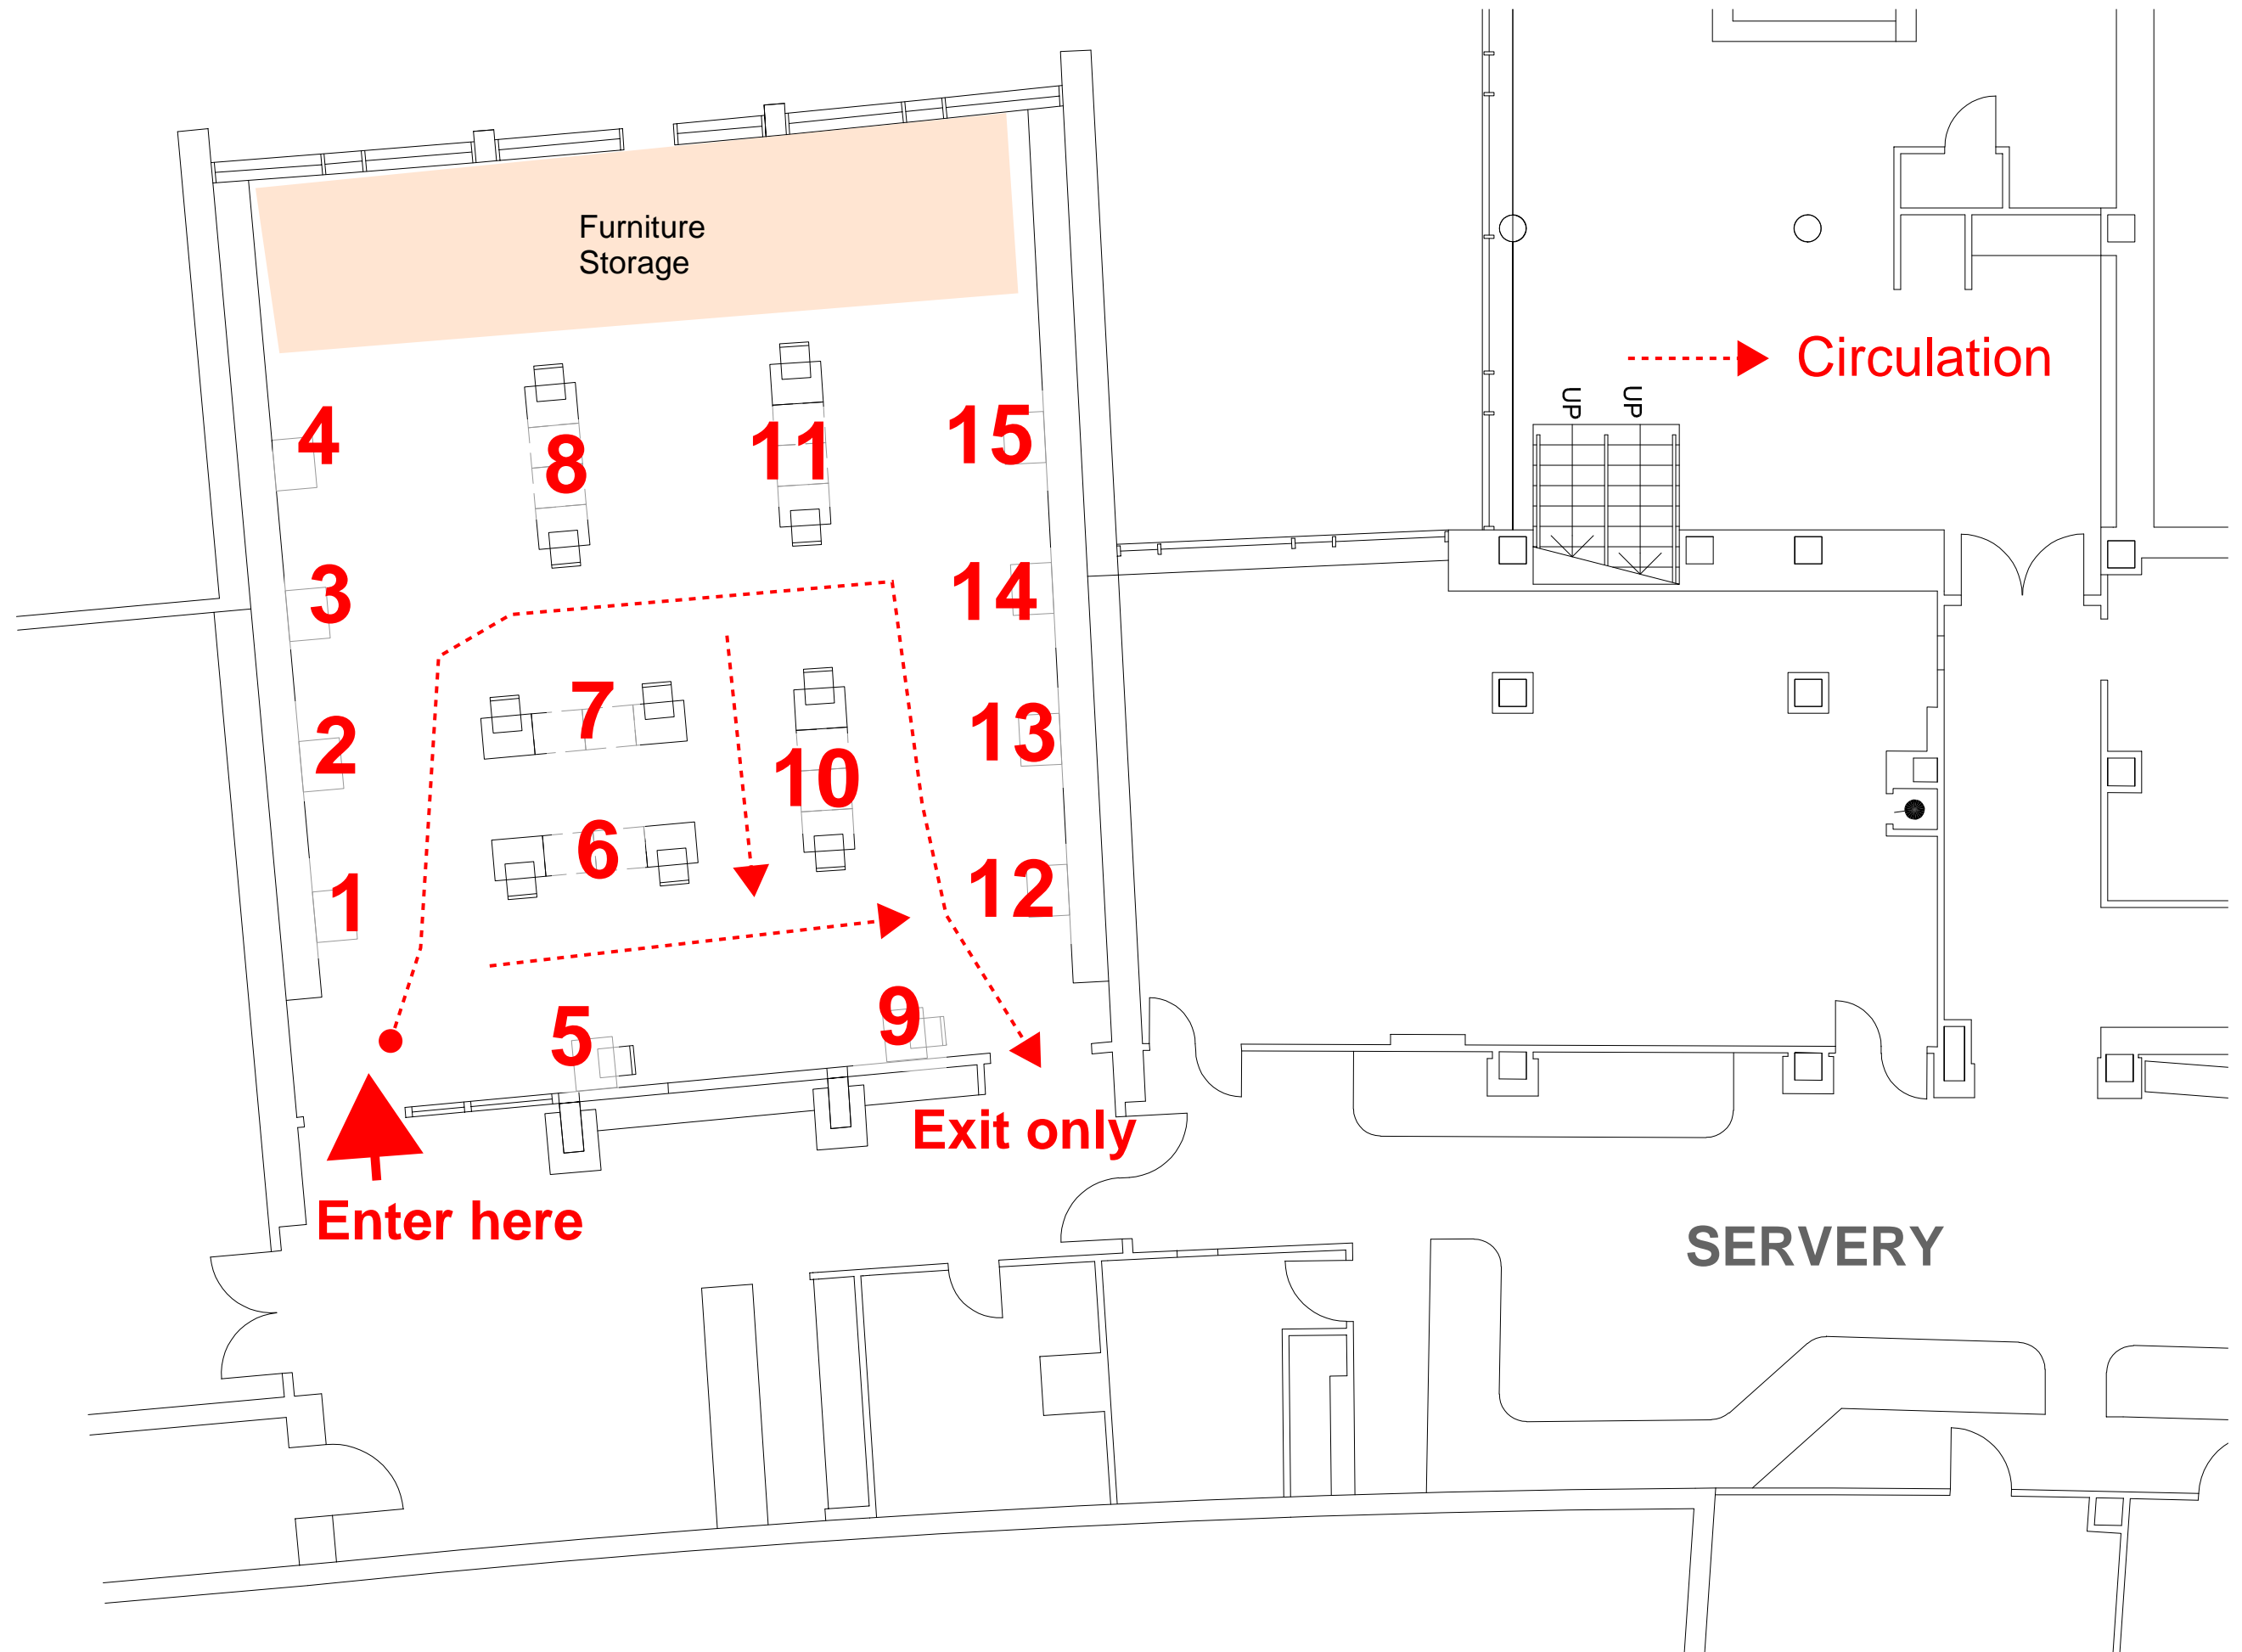 Furniture
Storage
Circulation
UP
UP
4
8
11
15
3
14
7
2
13
10
6
1
12
5
9
Exit only
Enter here
SERVERY